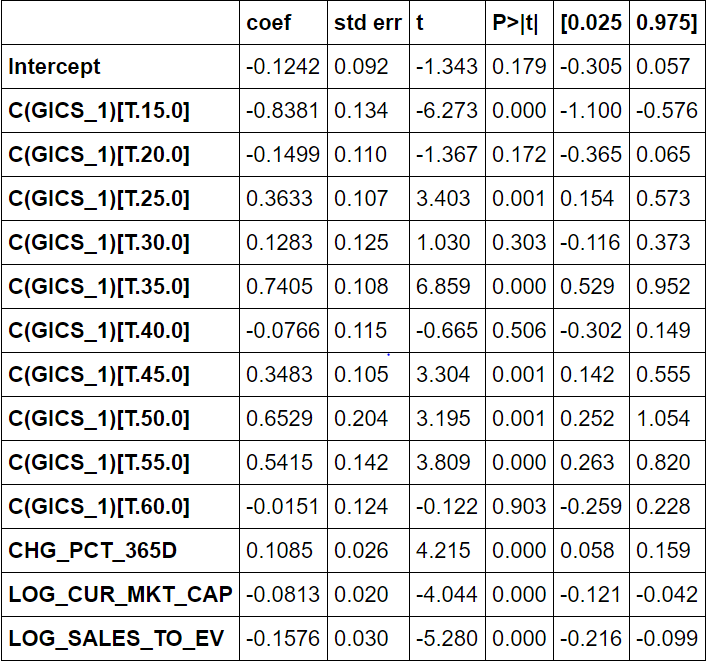 coef std err t P>|t| [0.025 0.975]
Intercept -0.1242 0.092 -1.343 0.179 -0.305 0.057
C(GICS_1)[T.15.0] -0.8381 0.134 -6.273 0.000 -1.100 -0.576
C(GICS_1)[T.20.0] -0.1499 0.110 -1.367 0.172 -0.365 0.065
C(GICS_1)[T.25.0] 0.3633 0.107 3.403 0.001 0.154 0.573
C(GICS_1)[T.30.0] 0.1283 0.125 1.030 0.303 -0.116 0.373
C(GICS_1)[T.35.0] 0.7405 0.108 6.859 0.000 0.529 0.952
C(GICS_1)[T.40.0] -0.0766 0.115 -0.665 0.506 -0.302 0.149
C(GICS_1)[T.45.0] 0.3483 0.105 3.304 0.001 0.142 0.555
C(GICS_1)[T.50.0] 0.6529 0.204 3.195 0.001 0.252 1.054
C(GICS_1)[T.55.0] 0.5415 0.142 3.809 0.000 0.263 0.820
C(GICS_1)[T.60.0] -0.0151 0.124 -0.122 0.903 -0.259 0.228
CHG_PCT_365D 0.1085 0.026 4.215 0.000 0.058 0.159
LOG_CUR_MKT_CAP -0.0813 0.020 -4.044 0.000 -0.121 -0.042
LOG_SALES_TO_EV -0.1576 0.030 -5.280 0.000 -0.216 -0.099